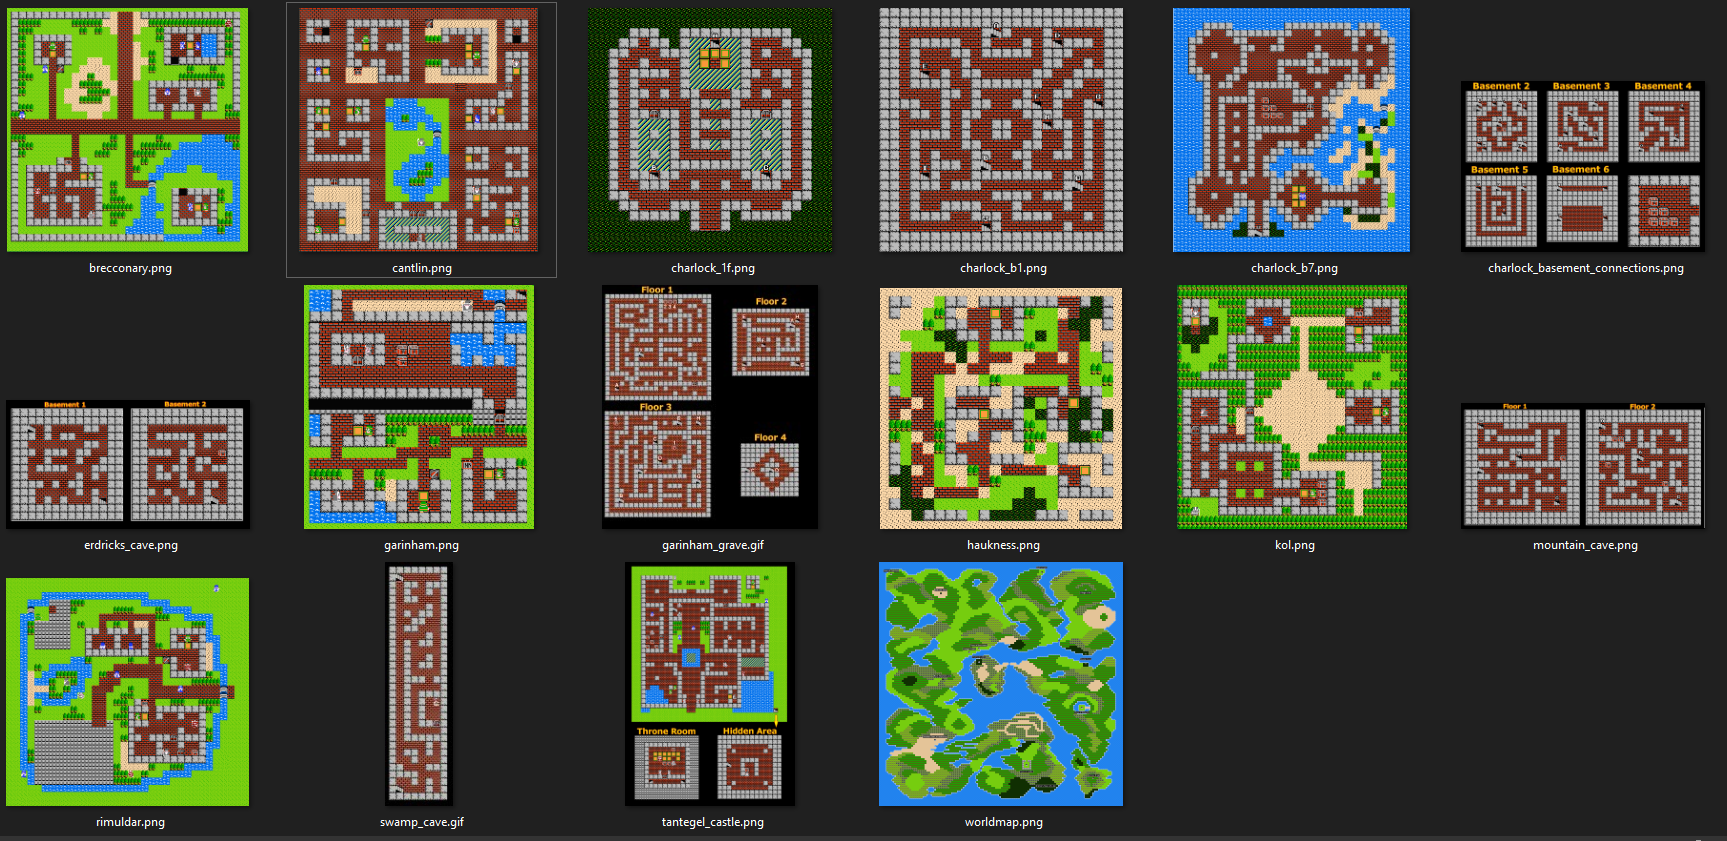 Basement 2 Basement 3 Basement 4
Basement 5 Basement 6
brecconary.png cantlin.png charlock_1f.png charlock_b1.png charlock_b7.png charlock_basement_connections.png
Floor 1
Floor 2
Floor 3
Floor 4
Basement 1 Basement 2
Floor 1 Floor 2
erdricks_cave.png garinham.png garinham_grave.gif haukness.png kol.png mountain_cave.png
Throne Room Hidden Area
rimuldar.png swamp_cave.gif tantegel_castle.png worldmap.png